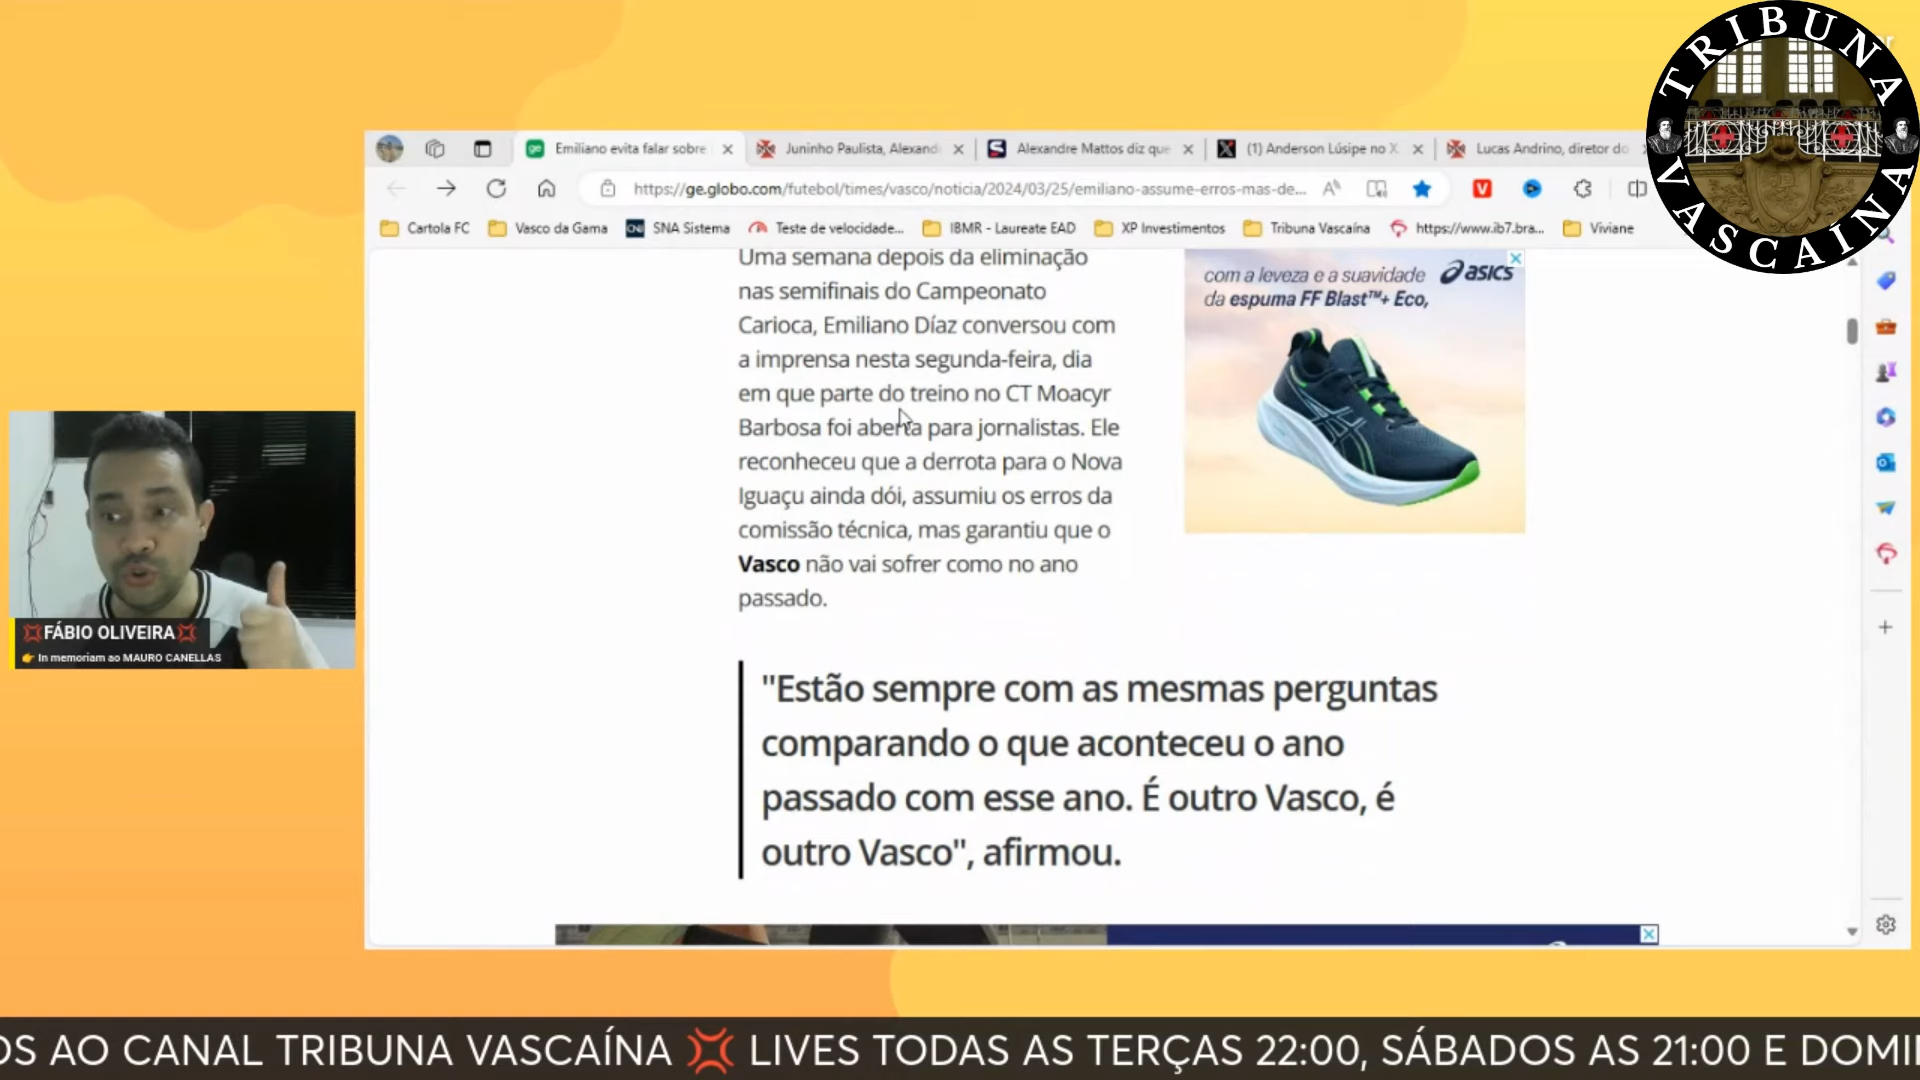 TRIBUNA VASCAINA
Emiliano evita falar sobre
Juninho Paulista, Alexand
Alexandre Mattos diz que
(1) Anderson Lúsipe no X
Lucas Andrino, diretor do
https://ge.globo.com/futebol/times/vasco/noticia/2024/03/25/emiliano-assume-erros-mas-de...
Cartola FC
Vasco da Gama
SNA Sistema
Teste de velocidade...
IBMR - Laureate EAD
XP Investimentos
Tribuna Vascaína
https://www.ib7.bra...
Viviane
Uma semana depois da eliminação
nas semifinais do Campeonato
Carioca, Emiliano Díaz conversou com
a imprensa nesta segunda-feira, dia
em que parte do treino no CT Moacyr
Barbosa foi aberta para jornalistas. Ele
reconheceu que a derrota para o Nova
Iguaçu ainda dói, assumiu os erros da
comissão técnica, mas garantiu que o
Vasco não vai sofrer como no ano
passado.
com a leveza e a suavidade
da espuma FF Blast™+ Eco,
asics
"Estão sempre com as mesmas perguntas
comparando o que aconteceu o ano
passado com esse ano. É outro Vasco, é
outro Vasco", afirmou.
FÁBIO OLIVEIRA
In memoriam ao MAURO CANELLAS
OS AO CANAL TRIBUNA VASCAÍNA 💢 LIVES TODAS AS TERÇAS 22:00, SÁBADOS AS 21:00 E DOMI